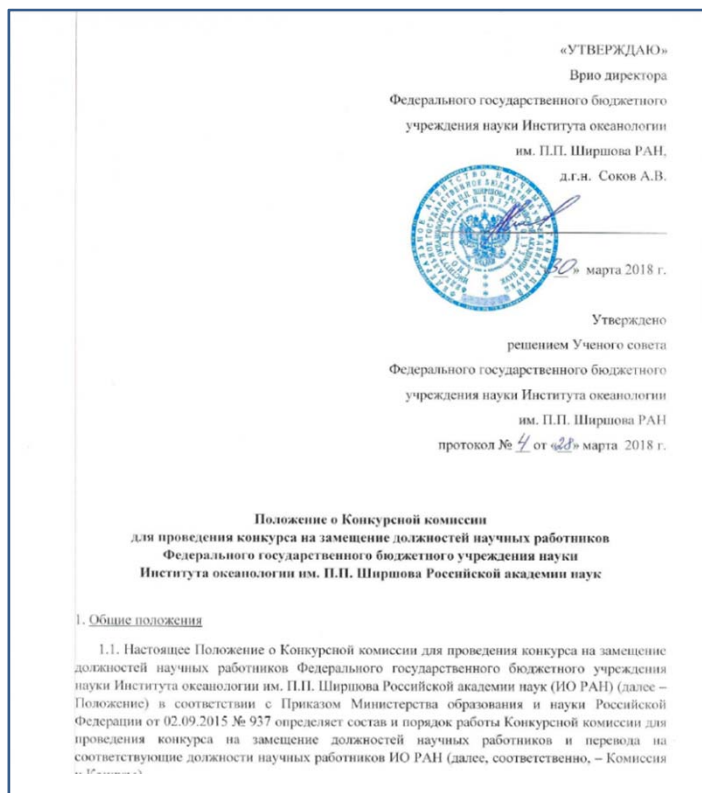 «УТВЕРЖДАЮ»
Врио директора
Федерального государственного бюджетного
учреждения науки Института океанологии
им. П.П. Ширшова РАН,
д.г.н. Соков А.В.
30» марта 2018 г.
Утверждено
решением Ученого совета
Федерального государственного бюджетного
учреждения науки Института океанологии
им. П.П. Ширшова РАН
протокол № 4 от «28» марта 2018 г.
Положение о Конкурсной комиссии
для проведения конкурса на замещение должностей научных работников
Федерального государственного бюджетного учреждения науки
Института океанологии им. П.П. Ширшова Российской академии наук
1. Общие положения
1.1. Настоящее Положение о Конкурсной комиссии для проведения конкурса на замещение
должностей научных работников Федерального государственного бюджетного учреждения
науки Института океанологии им. П.П. Ширшова Российской академии наук (ИО РАН) (далее –
Положение) в соответствии с Приказом Министерства образования и науки Российской
Федерации от 02.09.2015 № 937 определяет состав и порядок работы Конкурсной комиссии для
проведения конкурса на замещение должностей научных работников и перевода на
соответствующие должности научных работников ИО РАН (далее, соответственно, – Комиссия